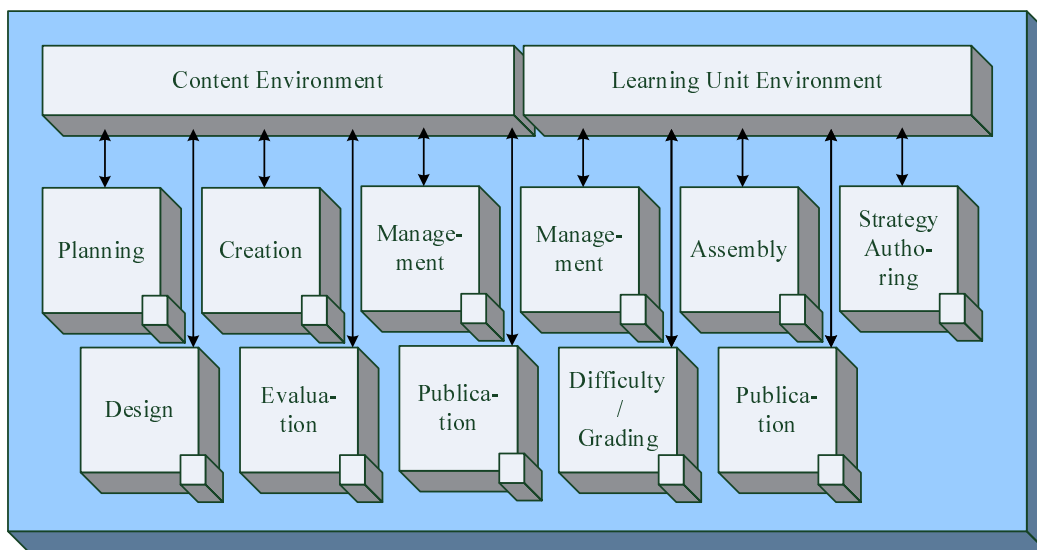 Content Environment
Learning Unit Environment
Planning
Creation
Manage-
ment
Manage-
ment
Assembly
Strategy
Autho-
ring
Design
Evalua-
tion
Publica-
tion
Difficulty
/
Grading
Publica-
tion